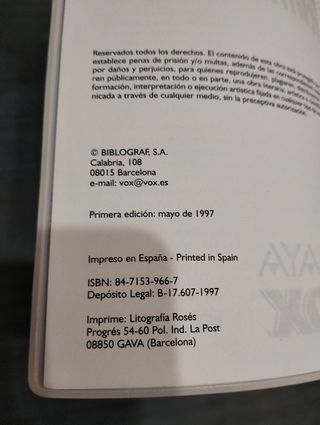 Reservados todos los derechos. El contenido de esta obra está protegido
establece penas de prisión y/o multas, además de las correspondientes
por daños y perjuicios, para quienes reprodujeren, plagiaren,
ren públicamente, en todo o en parte, una obra literaria, artística
formación, interpretación o ejecución artística fijada en cualquier tipo de
nicada a través de cualquier medio, sin la preceptiva autorización.
© BIBLOGRAF, S.A.
Calabria, 108
08015 Barcelona
e-mail: vox@vox.es
Primera edición: mayo de 1997
Impreso en España - Printed in Spain
ISBN: 84-7153-966-7
Depósito Legal: B-17.607-1997
Imprime: Litografía Rosés
Progrés 54-60 Pol. Ind. La Post
08850 GAVA (Barcelona)